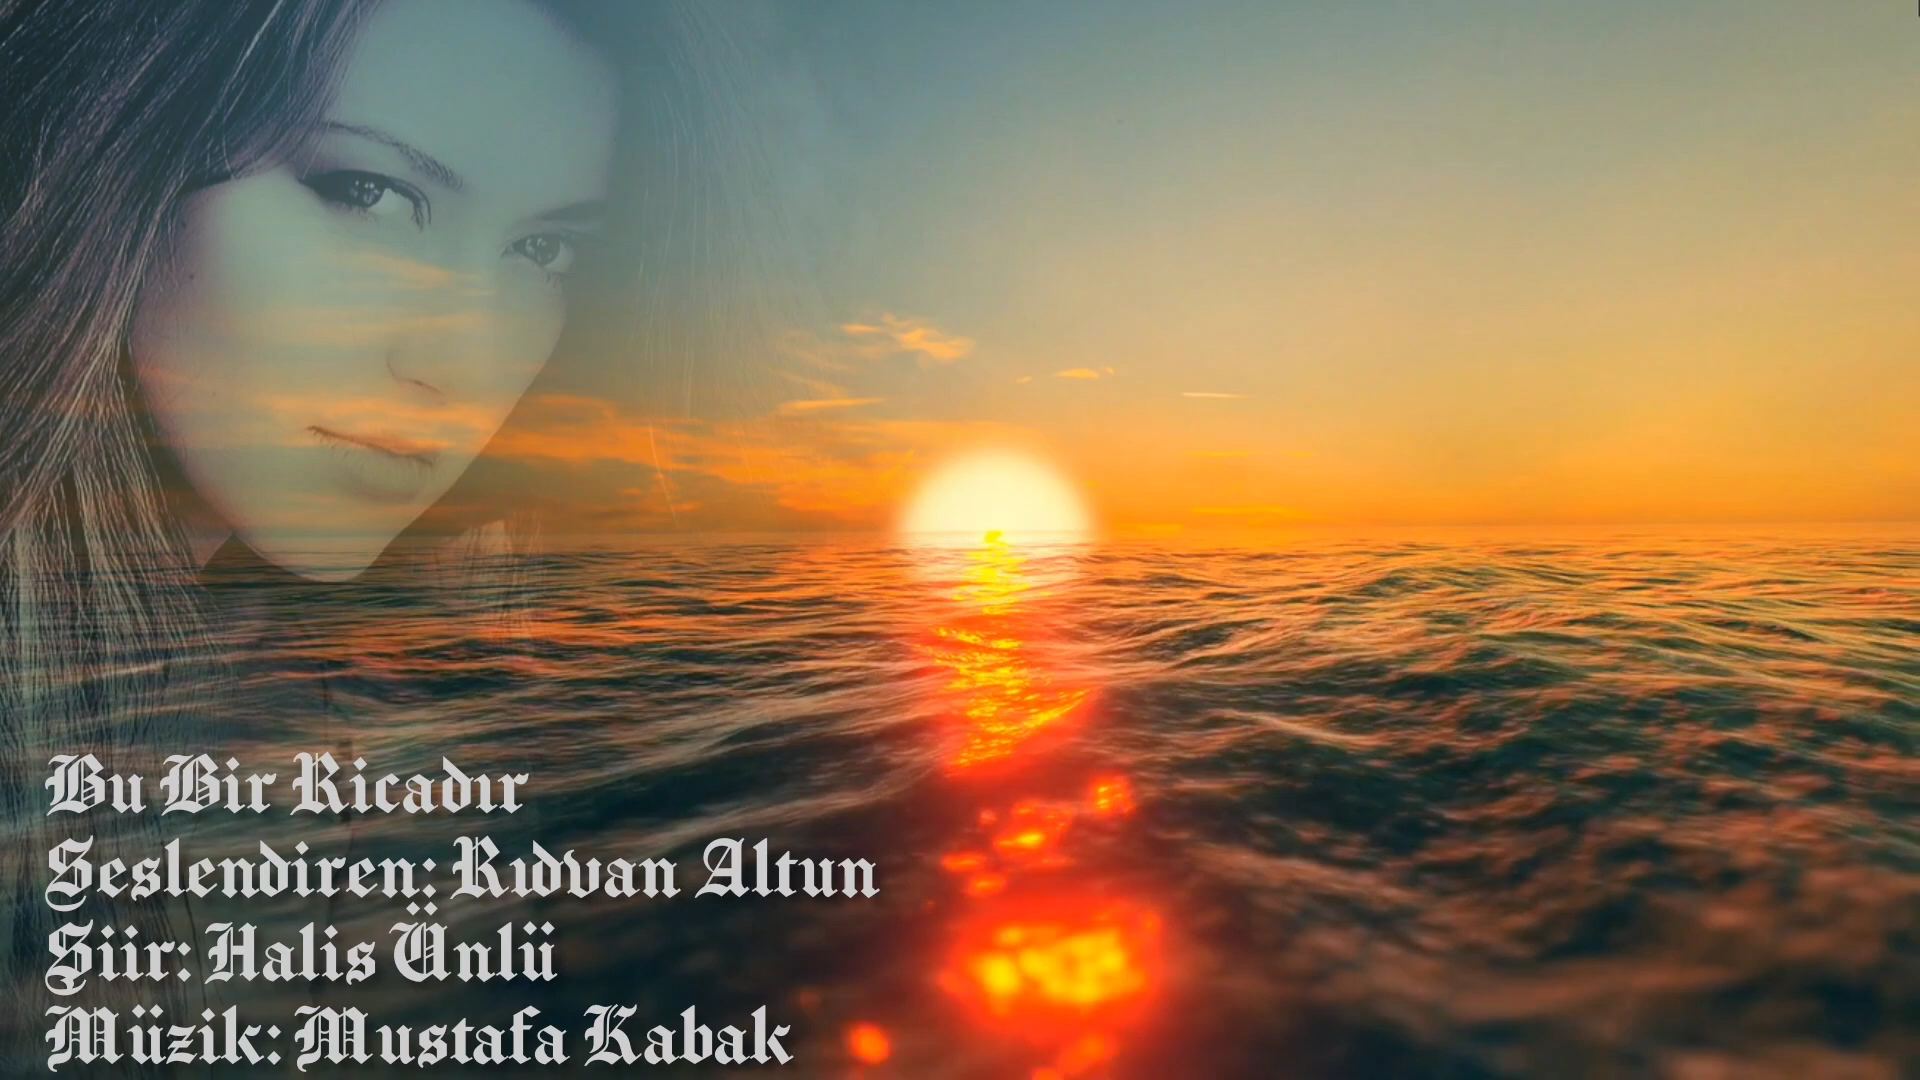 Bu Bir Ricadır
Seslendiren: Rıdvan Altun
Şiir: Halis Ünlü
Müzik: Mustafa Kabak